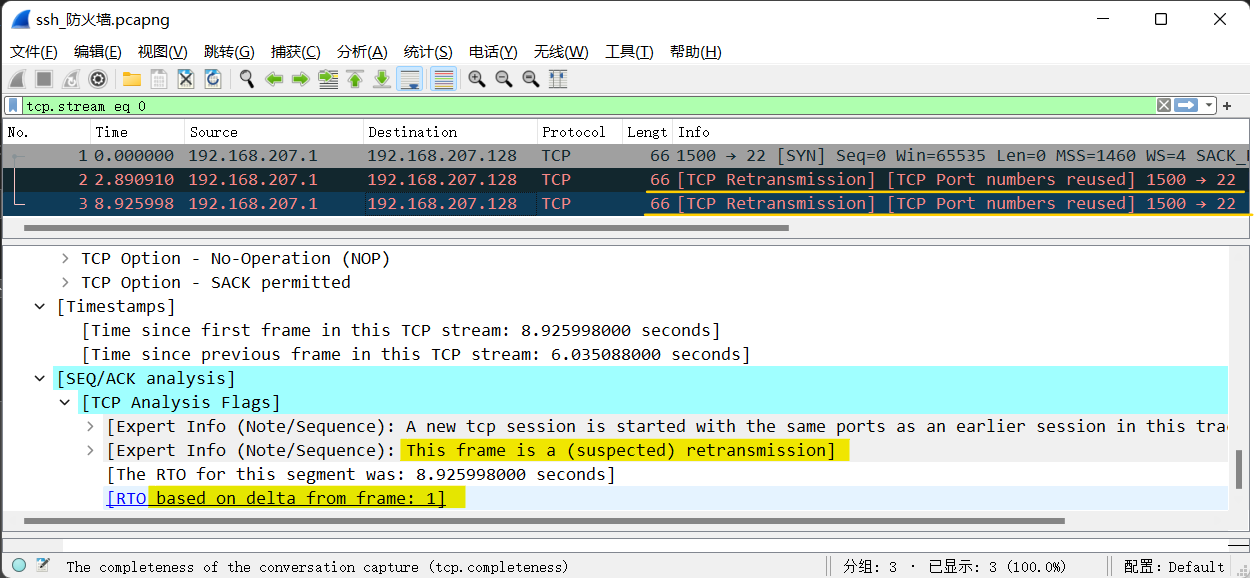 ssh_防火墙.pcapng
文件(F) 编辑(E) 视图(V) 跳转(G) 捕获(C) 分析(A) 统计(S) 电话(Y) 无线(W) 工具(T) 帮助(H)
tcp.stream eq 0
No. Time Source Destination Protocol Lengt Info
1 0.000000 192.168.207.1 192.168.207.128 TCP 66 1500 → 22 [SYN] Seq=0 Win=65535 Len=0 MSS=1460 WS=4 SACK_
2 2.890910 192.168.207.1 192.168.207.128 TCP 66 [TCP Retransmission] [TCP Port numbers reused] 1500 → 22
3 8.925998 192.168.207.1 192.168.207.128 TCP 66 [TCP Retransmission] [TCP Port numbers reused] 1500 → 22
TCP Option - No-Operation (NOP)
TCP Option - SACK permitted
[Timestamps]
[Time since first frame in this TCP stream: 8.925998000 seconds]
[Time since previous frame in this TCP stream: 6.035088000 seconds]
[SEQ/ACK analysis]
[TCP Analysis Flags]
[Expert Info (Note/Sequence): A new tcp session is started with the same ports as an earlier session in this tra
[Expert Info (Note/Sequence): This frame is a (suspected) retransmission]
[The RTO for this segment was: 8.925998000 seconds]
[RTO based on delta from frame: 1]
The completeness of the conversation capture (tcp.completeness)
分组: 3 · 已显示: 3 (100.0%)
配置: Default